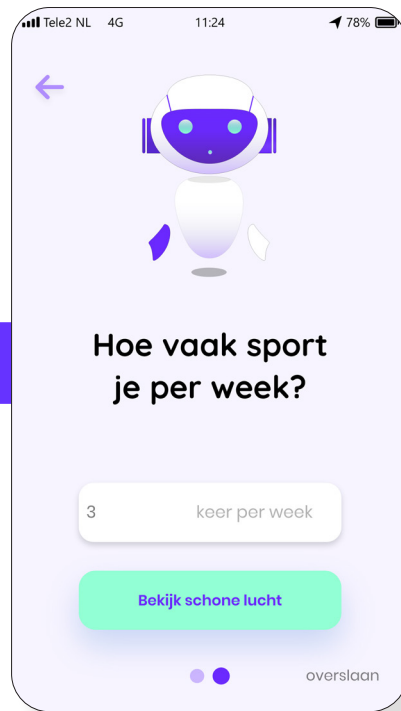 Tele2 NL 4G 11:24 78%
Hoe vaak sport
je per week?
3 keer per week
Bekijk schone lucht
overslaan